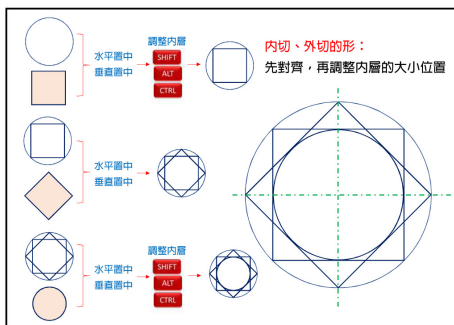 調整內層
水平置中
垂直置中
SHIFT
ALT
CTRL
內切、外切的形：
先對齊，再調整內層的大小位置
水平置中
垂直置中
調整內層
水平置中
垂直置中
SHIFT
ALT
CTRL